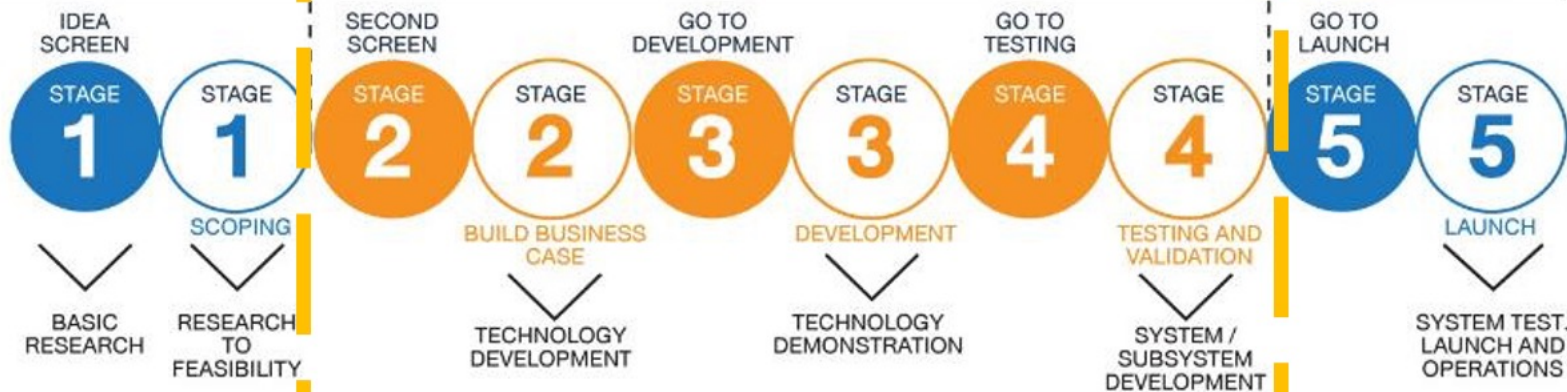 IDEA
SCREEN
STAGE
1
STAGE
1
SCOPING
BASIC
RESEARCH
RESEARCH
TO
FEASIBILITY
SECOND
SCREEN
STAGE
2
STAGE
2
BUILD BUSINESS
CASE
TECHNOLOGY
DEVELOPMENT
GO TO
DEVELOPMENT
STAGE
3
STAGE
3
DEVELOPMENT
TECHNOLOGY
DEMONSTRATION
GO TO
TESTING
STAGE
4
STAGE
4
TESTING AND
VALIDATION
SYSTEM /
SUBSYSTEM
DEVELOPMENT
GO TO
LAUNCH
STAGE
5
STAGE
5
LAUNCH
SYSTEM TEST.
LAUNCH AND
OPERATIONS